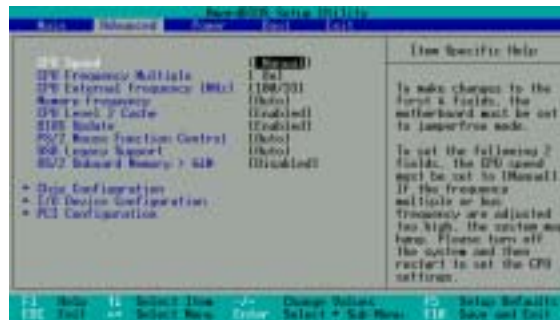 AwardBIOS Setup Utility
Main Advanced Power Boot Exit
CPU Speed [Manual]
CPU Frequency Multiple
CPU External Frequency (MHz) [100/33]
Memory Frequency [Auto]
CPU Level 2 Cache [Enabled]
BIOS Update [Enabled]
PS/2 Mouse Function Control [Auto]
USB Legacy Support [Auto]
OS/2 Onboard Memory > 64M [Disabled]
Chip Configuration
I/O Device Configuration
PCI Configuration
Item Specific Help
To make changes to the
first 4 fields, the
motherboard must be set
to jumperfree mode.
To set the following 2
fields, the CPU speed
must be set to [Manual]
If the frequency
multiple or bus
frequency are adjusted
too high, the system may
hang. Please turn off
the system and then
restart to set the CPU
settings.
F1 Help ↑↓ Select Item -/+ Change Values F5 Setup Defaults
ESC Exit ↔ Select Menu Enter Select ▸ Sub-Menu F10 Save and Exit